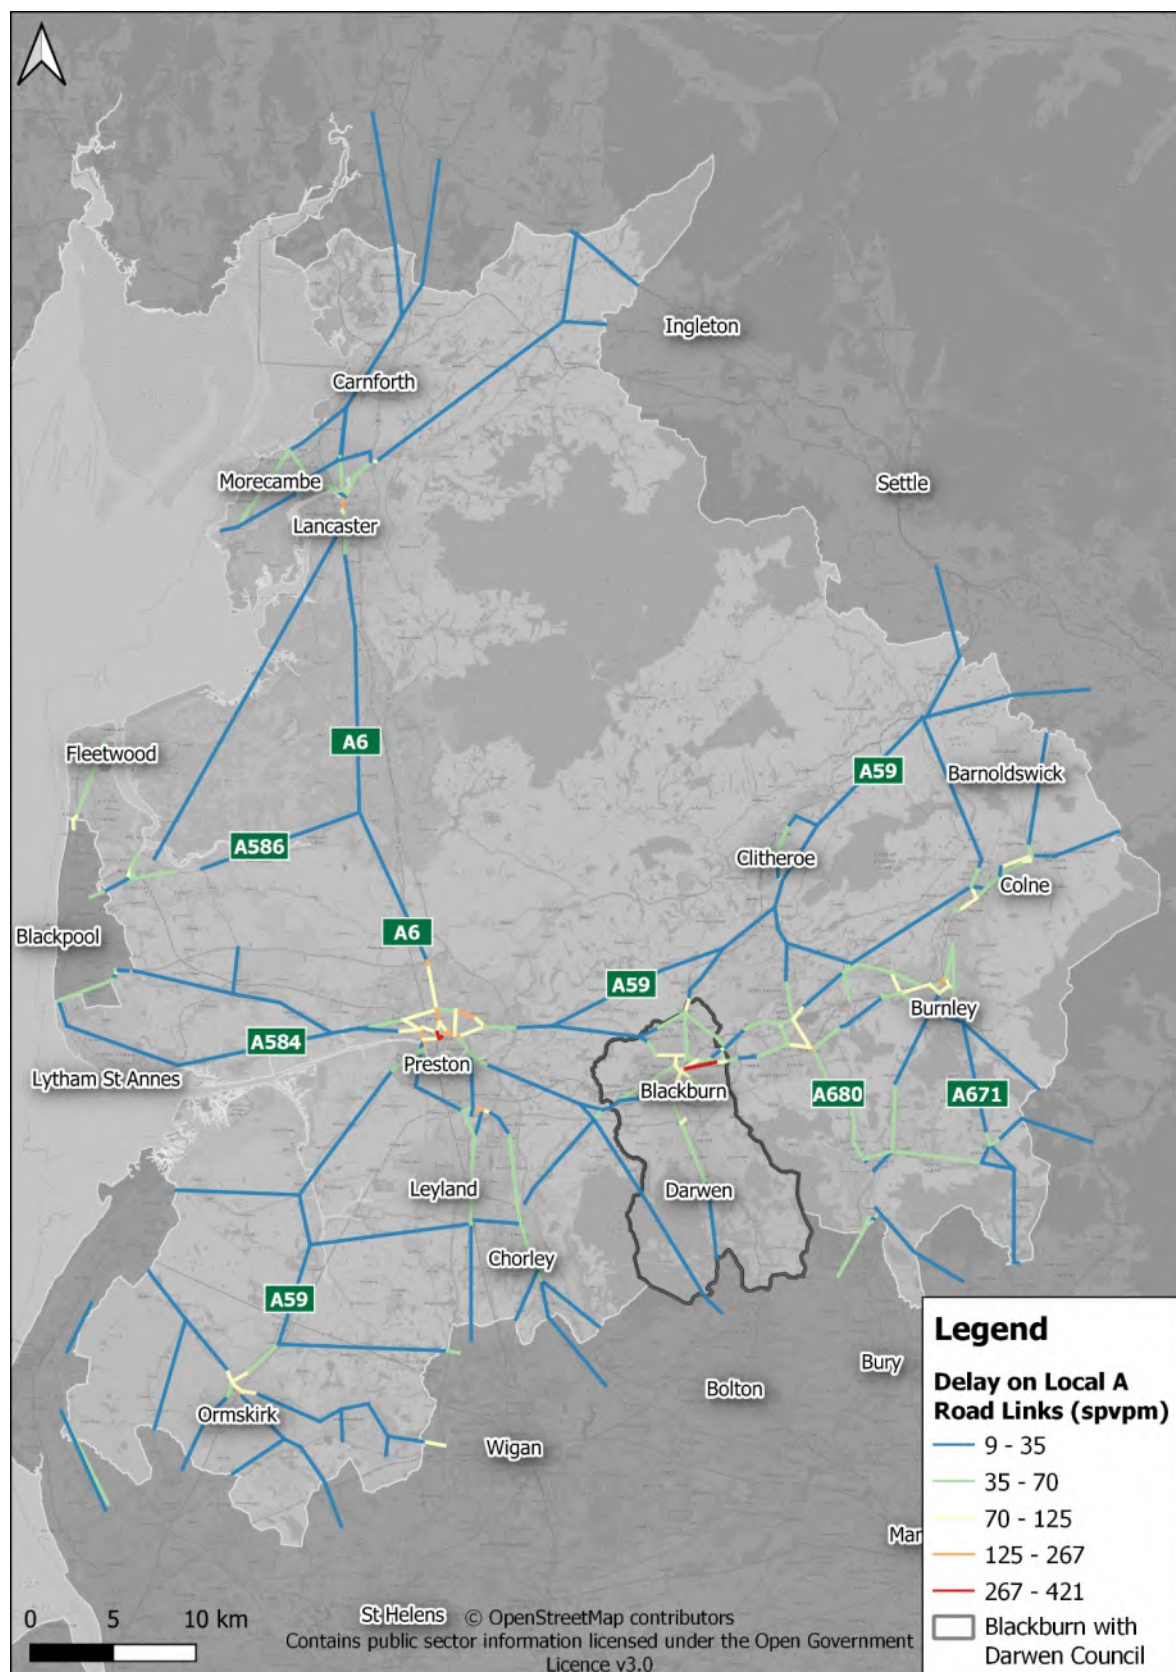 Ingleton
Carnforth
Morecambe
Settle
Lancaster
A6
Fleetwood
A59
Barnoldswick
A586
Clitheroe
Colne
Blackpool
A6
A59
Burnley
A584
Preston
Lytham St Annes
Blackburn
A680
A671
Leyland
Darwen
Chorley
A59
Bury
Bolton
Ormskirk
Wigan
Mar
St Helens
Legend
Delay on Local A
Road Links (spvpm)
9 - 35
35 - 70
70 - 125
125 - 267
267 - 421
Blackburn with
Darwen Council
0 5 10 km
© OpenStreetMap contributors
Contains public sector information licensed under the Open Government
Licence v3.0